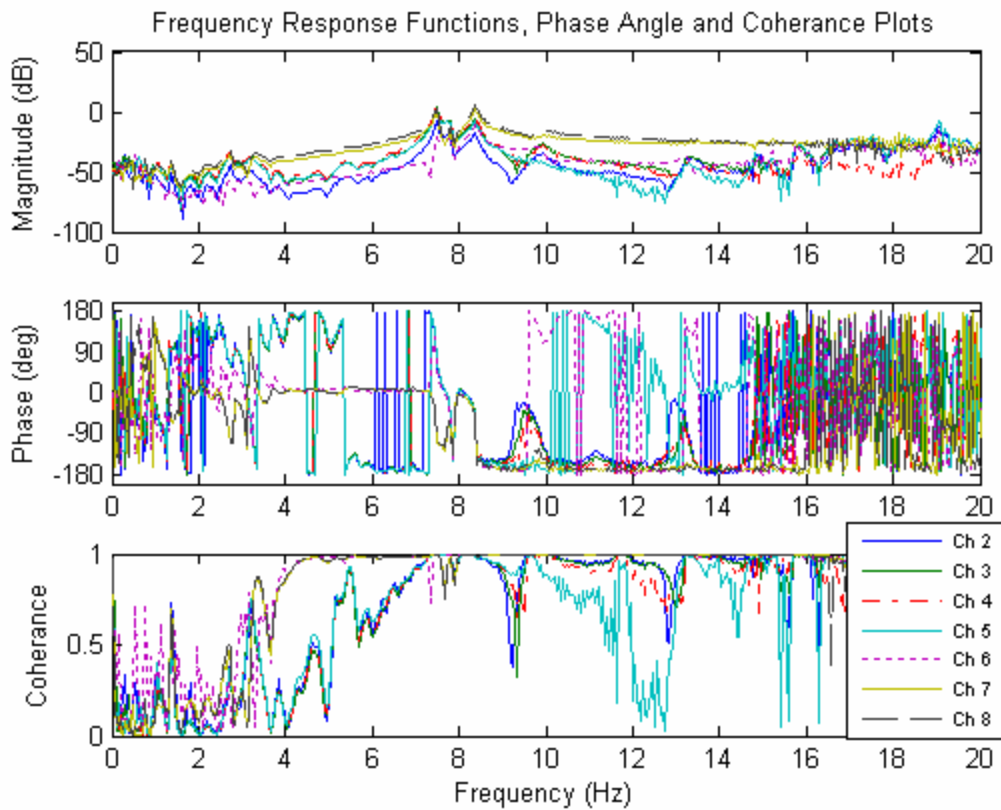 Frequency Response Functions, Phase Angle and Coherance Plots
Magnitude (dB)
50
0
-50
-100
0 2 4 6 8 10 12 14 16 18 20
Phase (deg)
180
90
0
-90
-180
0 2 4 6 8 10 12 14 16 18 20
Coherance
1
0.5
0
0 2 4 6 8 10 12 14 16 18 20
Frequency (Hz)
Ch 2
Ch 3
Ch 4
Ch 5
Ch 6
Ch 7
Ch 8